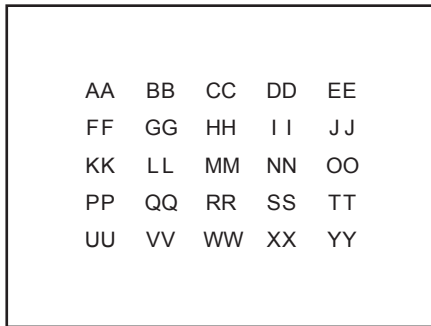 AA BB CC DD EE
FF GG HH II JJ
KK LL MM NN OO
PP QQ RR SS TT
UU VV WW XX YY